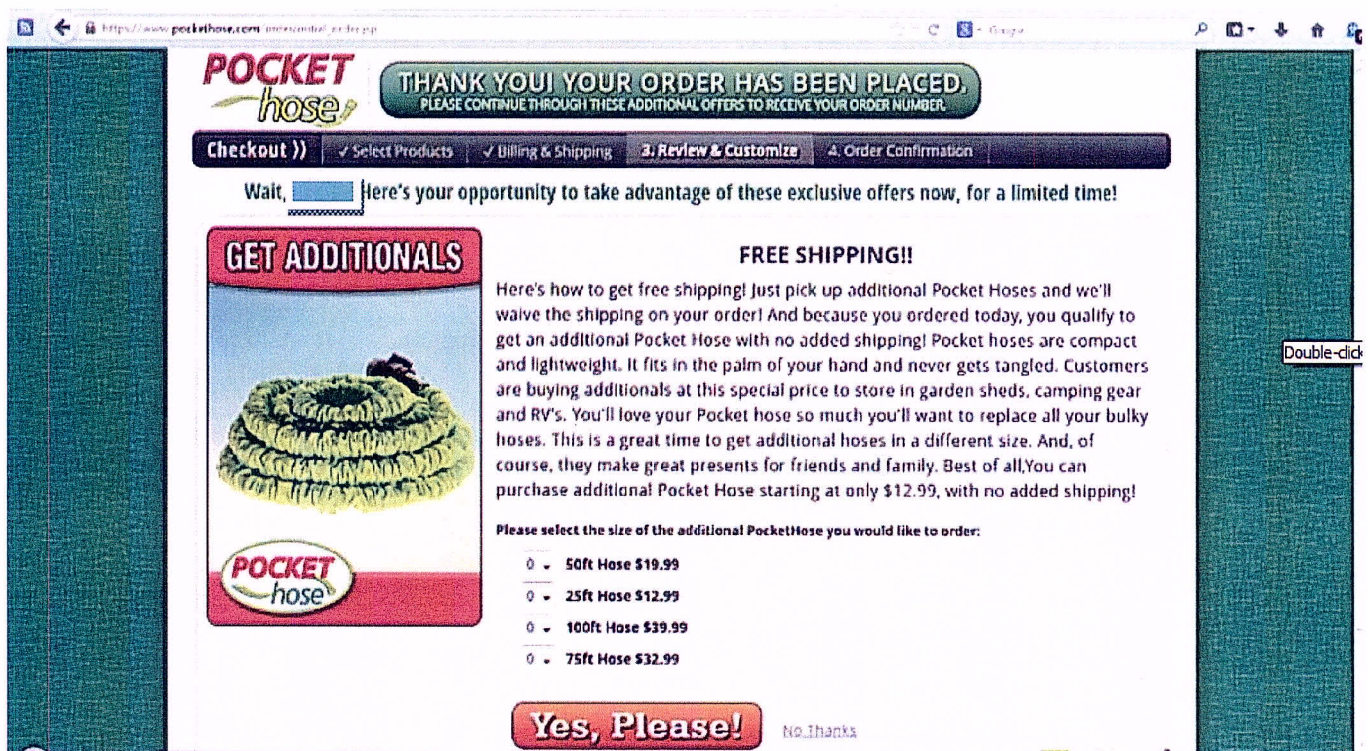 https://www.pockethose.com
Google
POCKET
hose
THANK YOU! YOUR ORDER HAS BEEN PLACED.
PLEASE CONTINUE THROUGH THESE ADDITIONAL OFFERS TO RECEIVE YOUR ORDER NUMBER.
Checkout ⟩⟩ ✓ Select Products ✓ Billing & Shipping 3. Review & Customize 4. Order Confirmation
Wait, Here's your opportunity to take advantage of these exclusive offers now, for a limited time!
GET ADDITIONALS
POCKET
hose
FREE SHIPPING!!
Here's how to get free shipping! Just pick up additional Pocket Hoses and we'll
waive the shipping on your order! And because you ordered today, you qualify to
get an additional Pocket Hose with no added shipping! Pocket hoses are compact
and lightweight. It fits in the palm of your hand and never gets tangled. Customers
are buying additionals at this special price to store in garden sheds, camping gear
and RV's. You'll love your Pocket hose so much you'll want to replace all your bulky
hoses. This is a great time to get additional hoses in a different size. And, of
course, they make great presents for friends and family. Best of all,You can
purchase additional Pocket Hose starting at only $12.99, with no added shipping!
Please select the size of the additional PocketHose you would like to order:
0 50ft Hose $19.99
0 25ft Hose $12.99
0 100ft Hose $39.99
0 75ft Hose $32.99
Yes, Please! No Thanks
Double-click